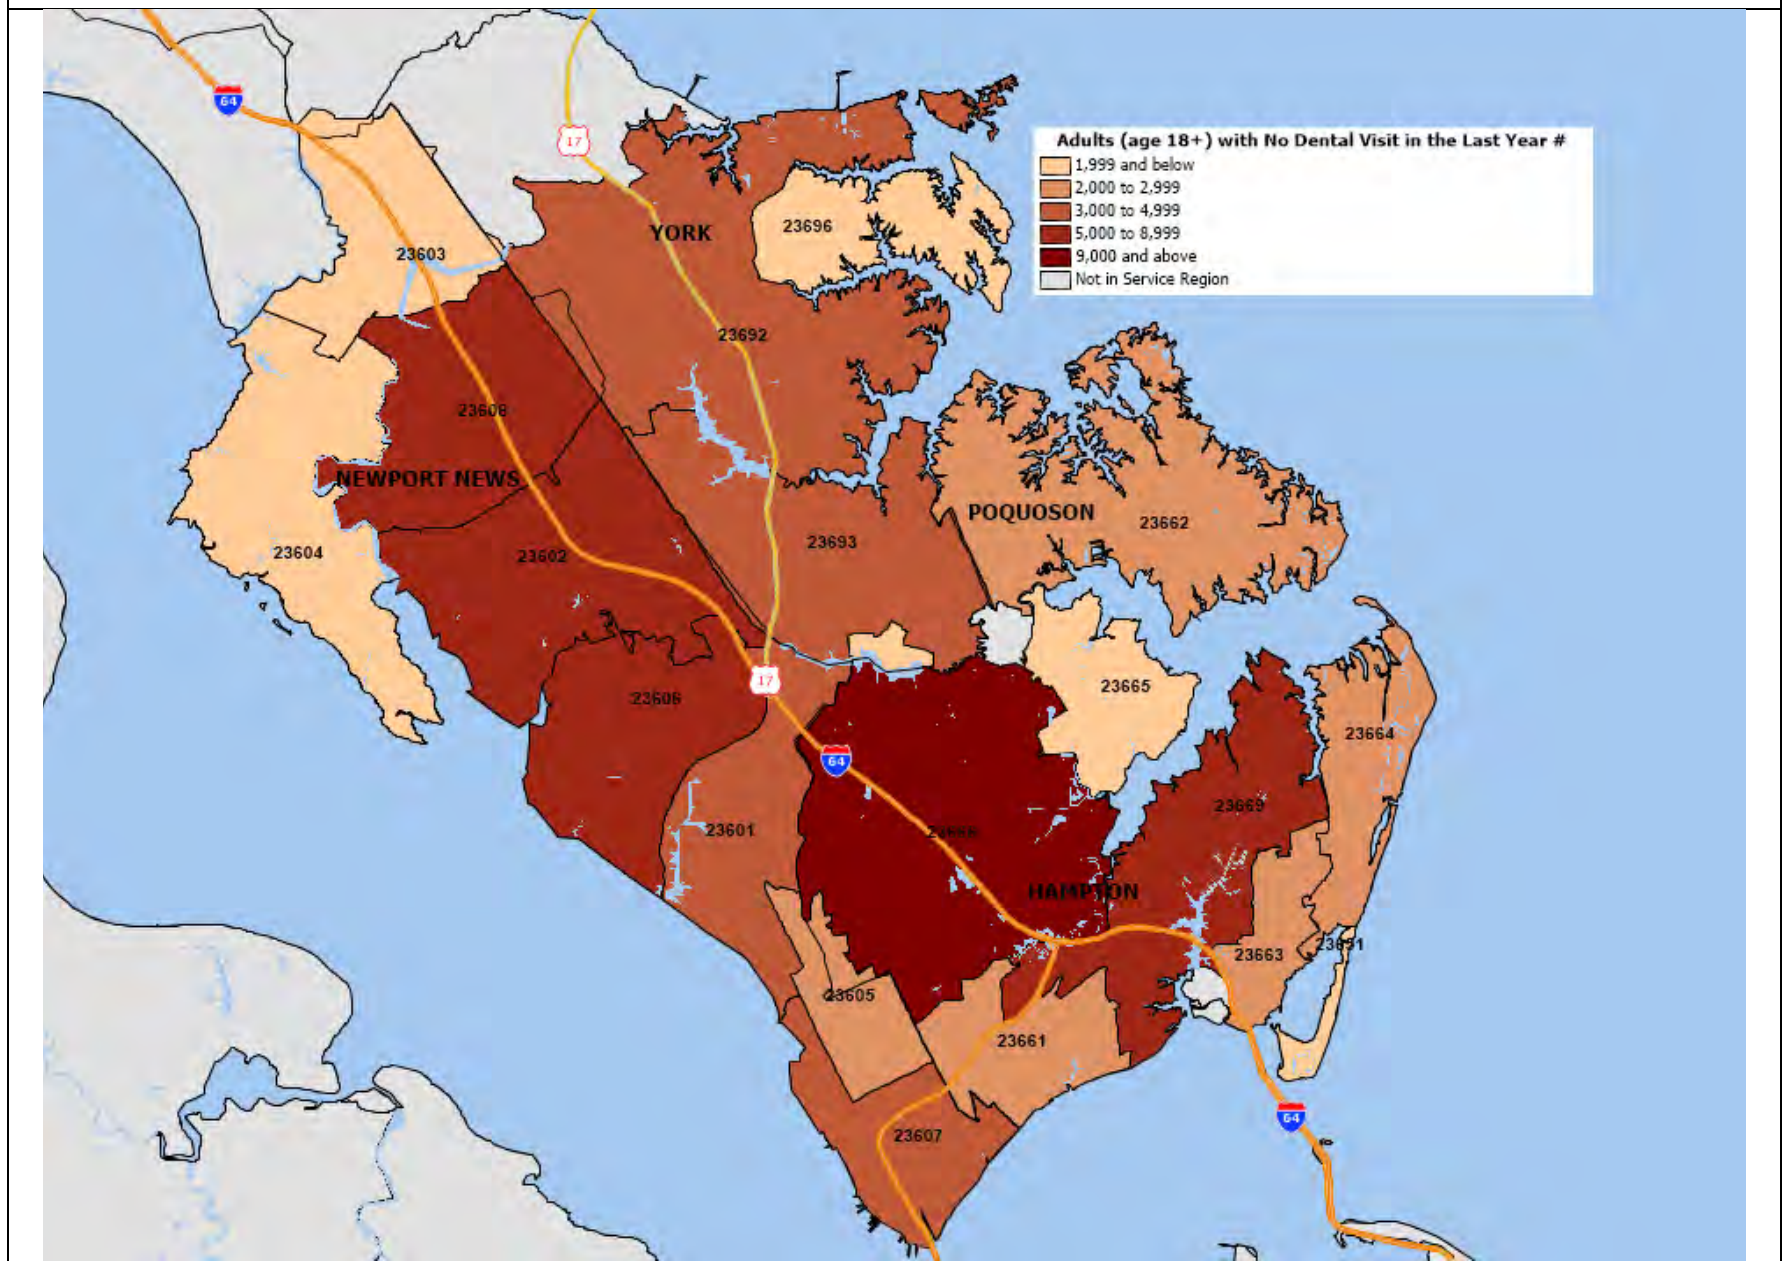 64
17
Adults (age 18+) with No Dental Visit in the Last Year #
1,999 and below
2,000 to 2,999
3,000 to 4,999
5,000 to 8,999
9,000 and above
Not in Service Region
YORK
23696
23603
23692
23608
NEWPORT NEWS
POQUOSON
23662
23693
23604
23602
17
23665
23606
23664
64
23669
23601
23666
HAMPTON
23651
23663
23605
23661
64
23607